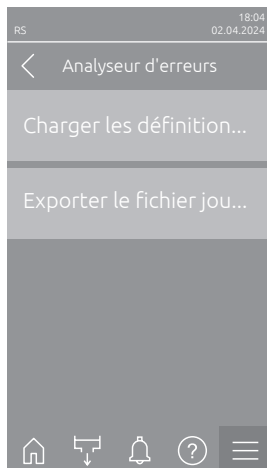 18:04
RS 02.04.2024
Analyseur d'erreurs
Charger les définition...
Exporter le fichier jou...
?